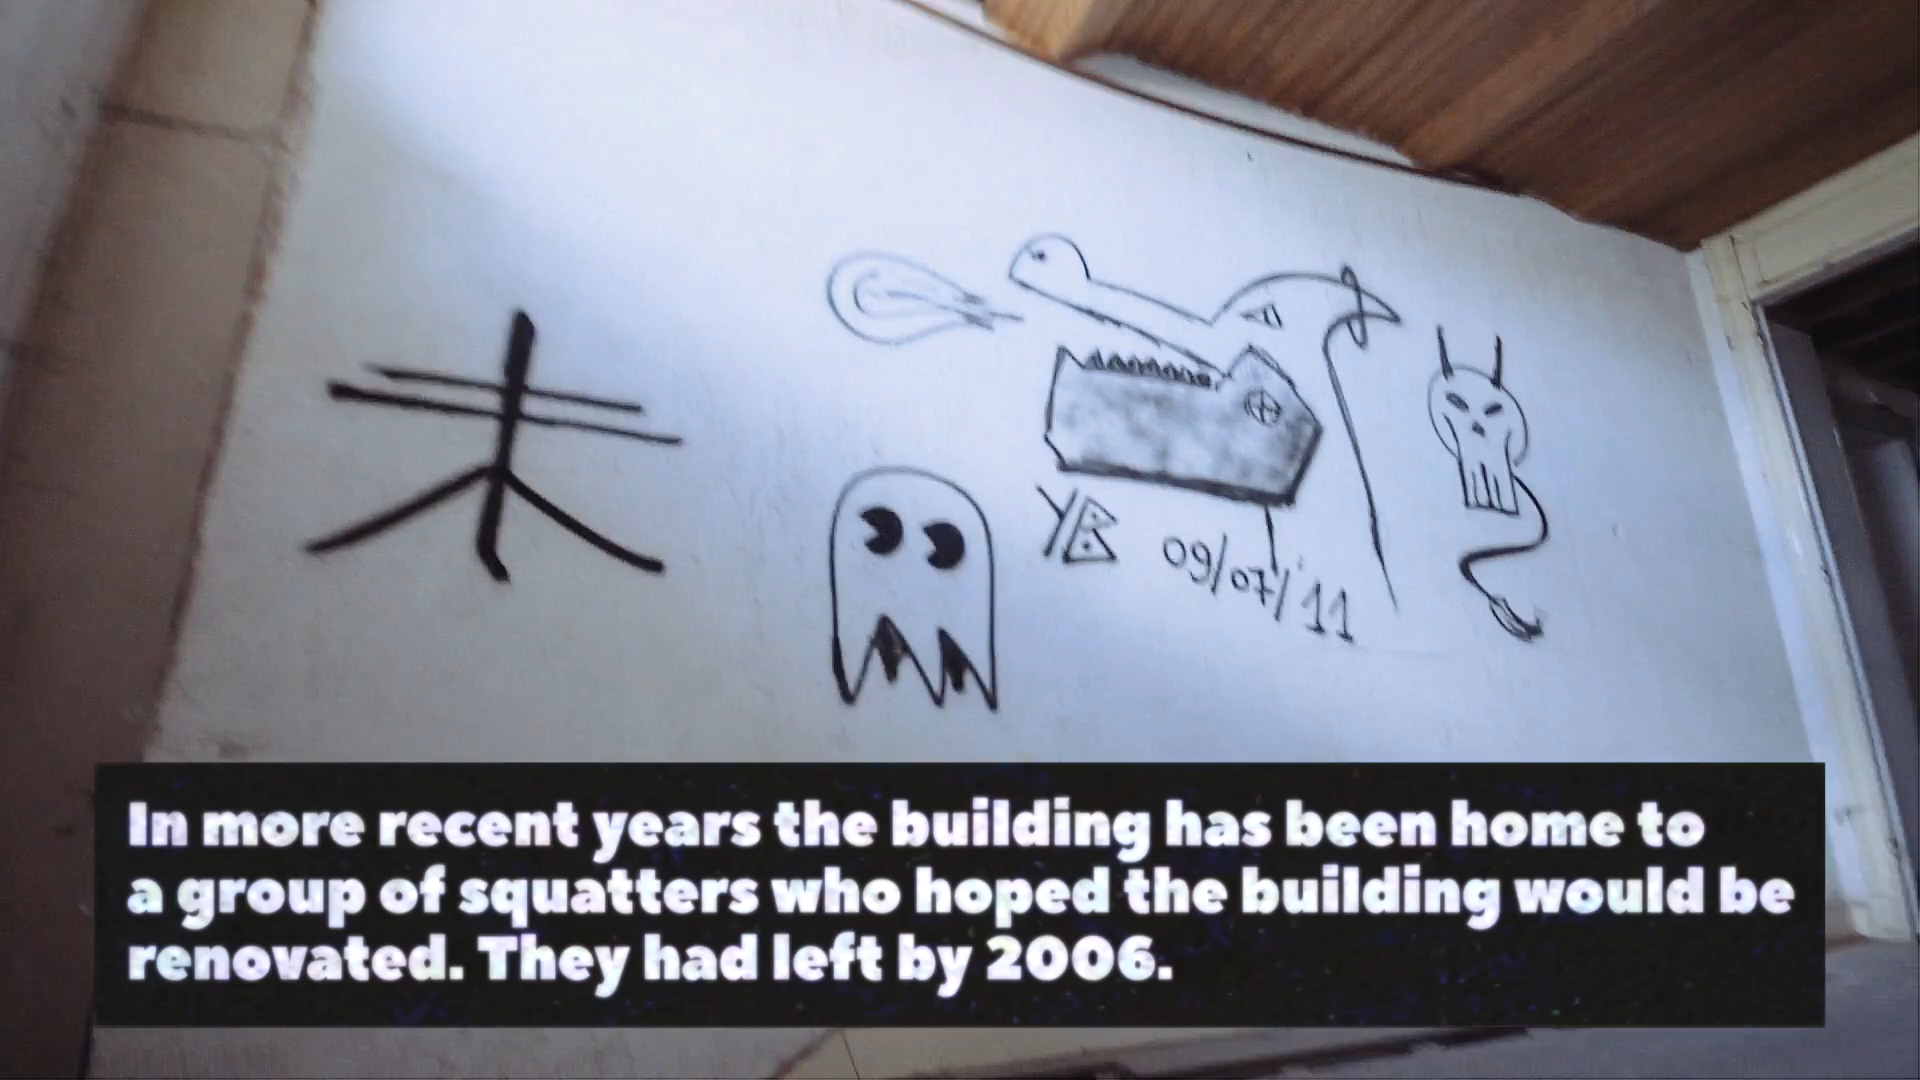 YB 09/07/'11
In more recent years the building has been home to
a group of squatters who hoped the building would be
renovated. They had left by 2006.